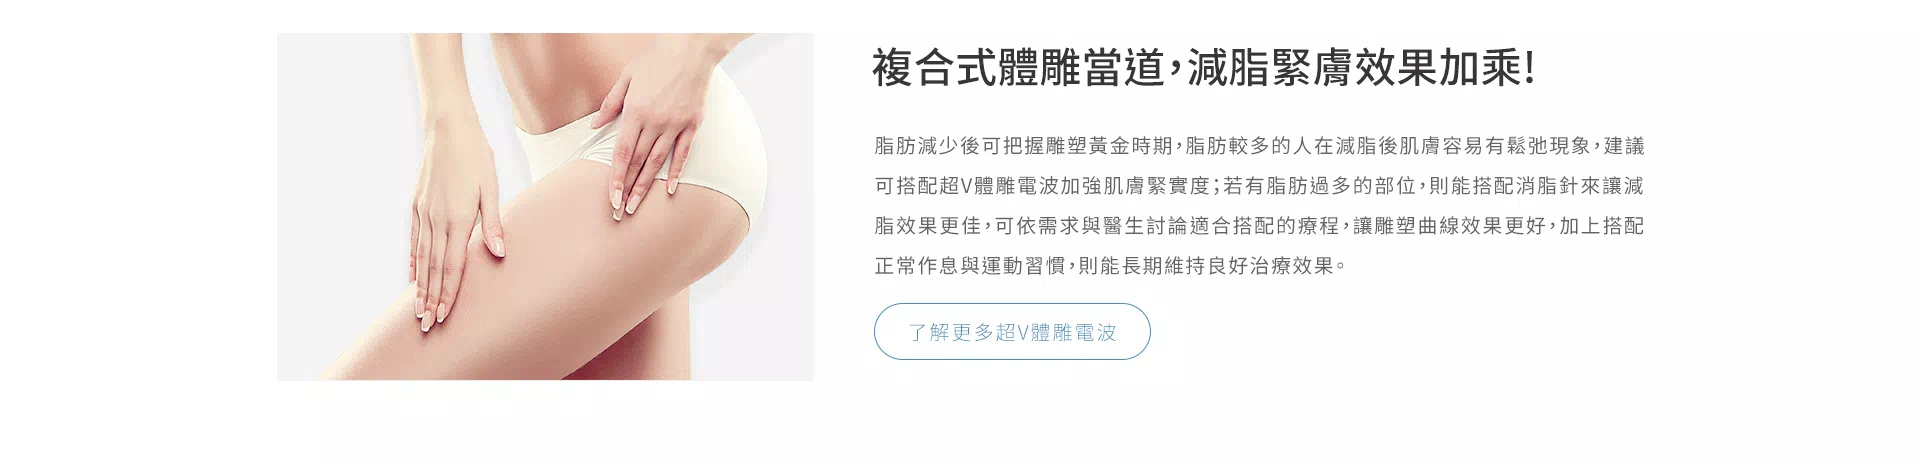 複合式體雕當道，減脂緊膚效果加乘!
脂肪減少後可把握雕塑黃金時期，脂肪較多的人在減脂後肌膚容易有鬆弛現象，建議
可搭配超V體雕電波加強肌膚緊實度；若有脂肪過多的部位，則能搭配消脂針來讓減
脂效果更佳，可依需求與醫生討論適合搭配的療程，讓雕塑曲線效果更好，加上搭配
正常作息與運動習慣，則能長期維持良好治療效果。
了解更多超V體雕電波